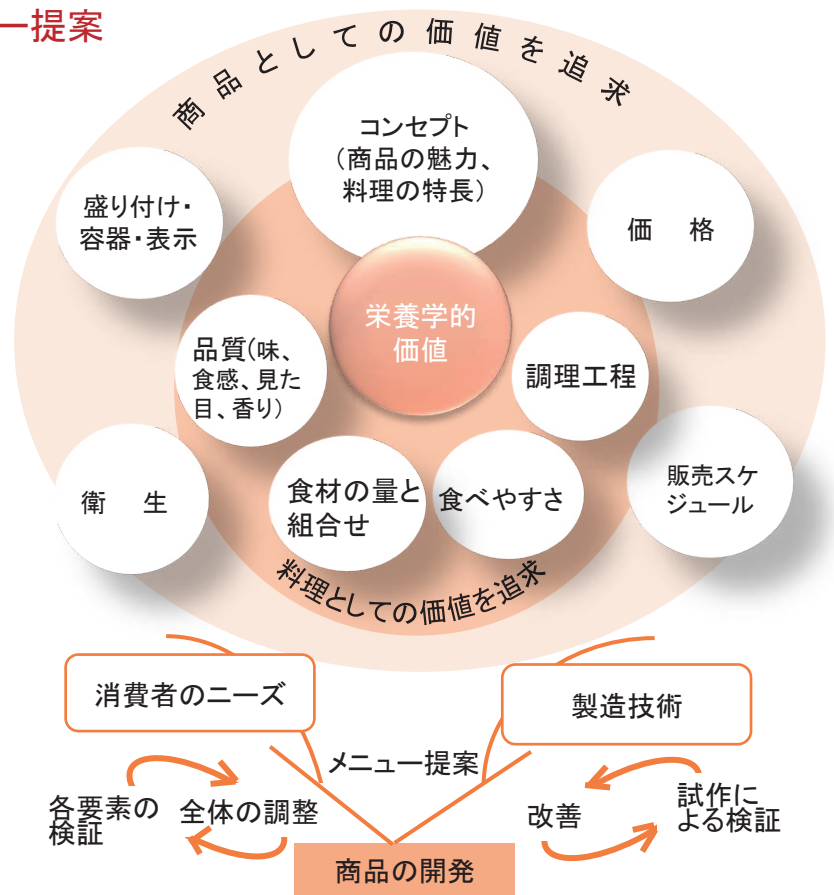 ー提案
商品としての価値を追求
コンセプト
（商品の魅力、
料理の特長）
盛り付け・
容器・表示
価　格
栄養学的
価値
品質（味、
食感、見た
目、香り）
調理工程
衛　生
食材の量と
組合せ
食べやすさ
販売スケ
ジュール
料理としての価値を追求
消費者のニーズ
製造技術
メニュー提案
各要素の
検証
全体の調整
改善
試作に
よる検証
商品の開発